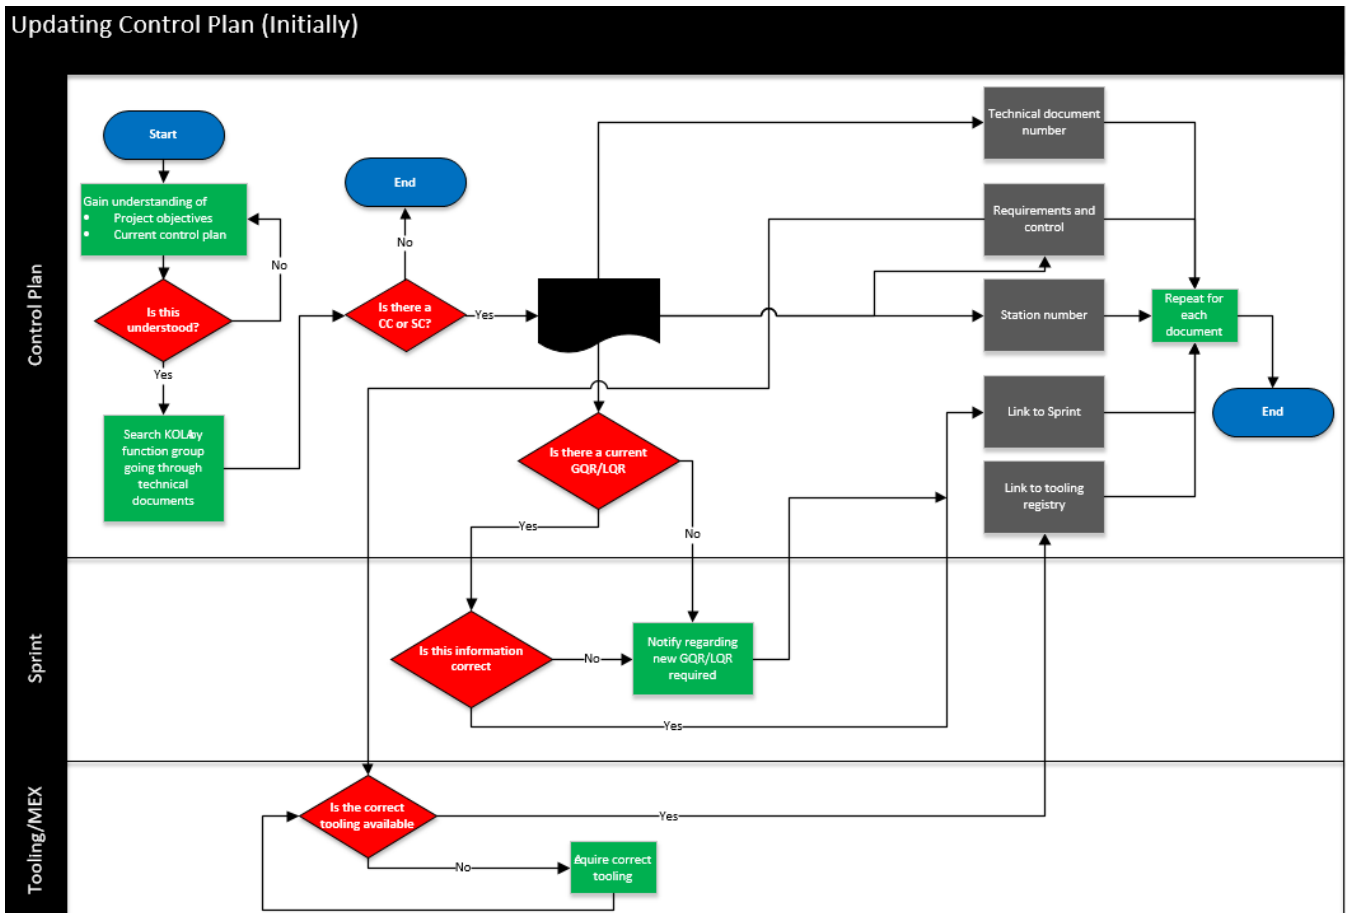 Updating Control Plan (Initially)
Control Plan
Start
Gain understanding of
• Project objectives
• Current control plan
No
Is this
understood?
Yes
Search KOLA by
function group
going through
technical
documents
End
No
Is there a
CC or SC?
Yes
Technical document
number
Requirements and
control
Station number
Repeat for
each
document
End
Link to Sprint
Link to tooling
registry
Is there a current
GQR/LQR
Yes
No
Sprint
Is this information
correct
No
Notify regarding
new GQR/LQR
required
Yes
Tooling/MEX
Is the correct
tooling available
Yes
No
Aquire correct
tooling